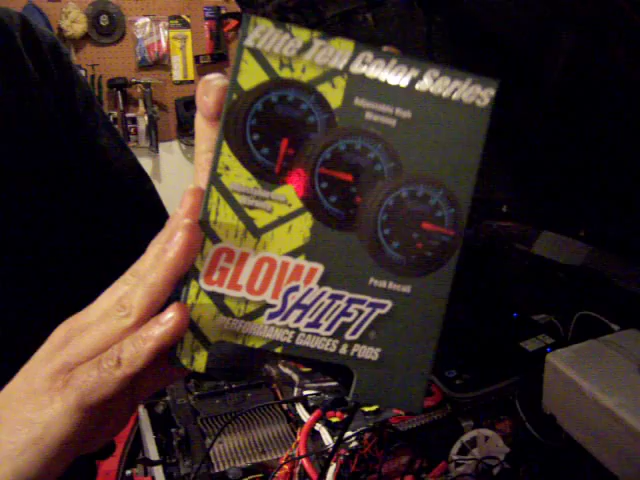 Elite Ten Color Series
Adjustable High
Warning
GLOW
SHIFT
PERFORMANCE GAUGES & PODS
Peak Recall